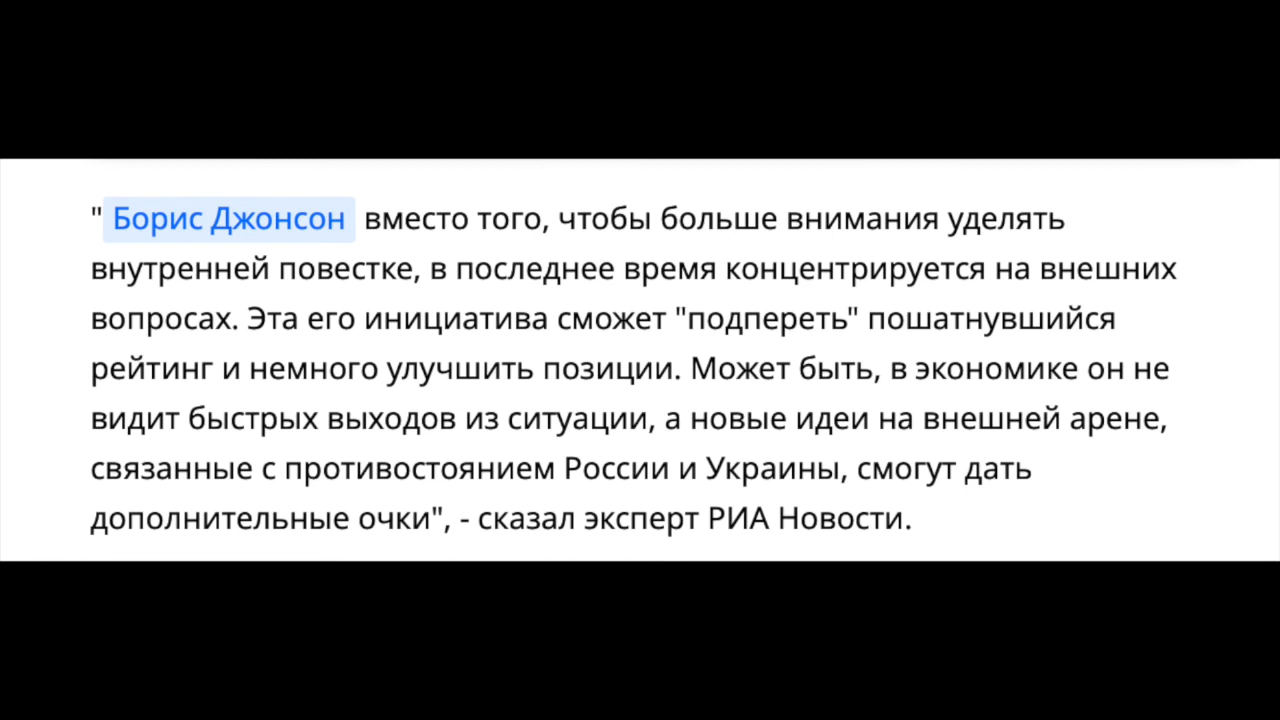 " Борис Джонсон вместо того, чтобы больше внимания уделять
внутренней повестке, в последнее время концентрируется на внешних
вопросах. Эта его инициатива сможет "подпереть" пошатнувшийся
рейтинг и немного улучшить позиции. Может быть, в экономике он не
видит быстрых выходов из ситуации, а новые идеи на внешней арене,
связанные с противостоянием России и Украины, смогут дать
дополнительные очки", - сказал эксперт РИА Новости.